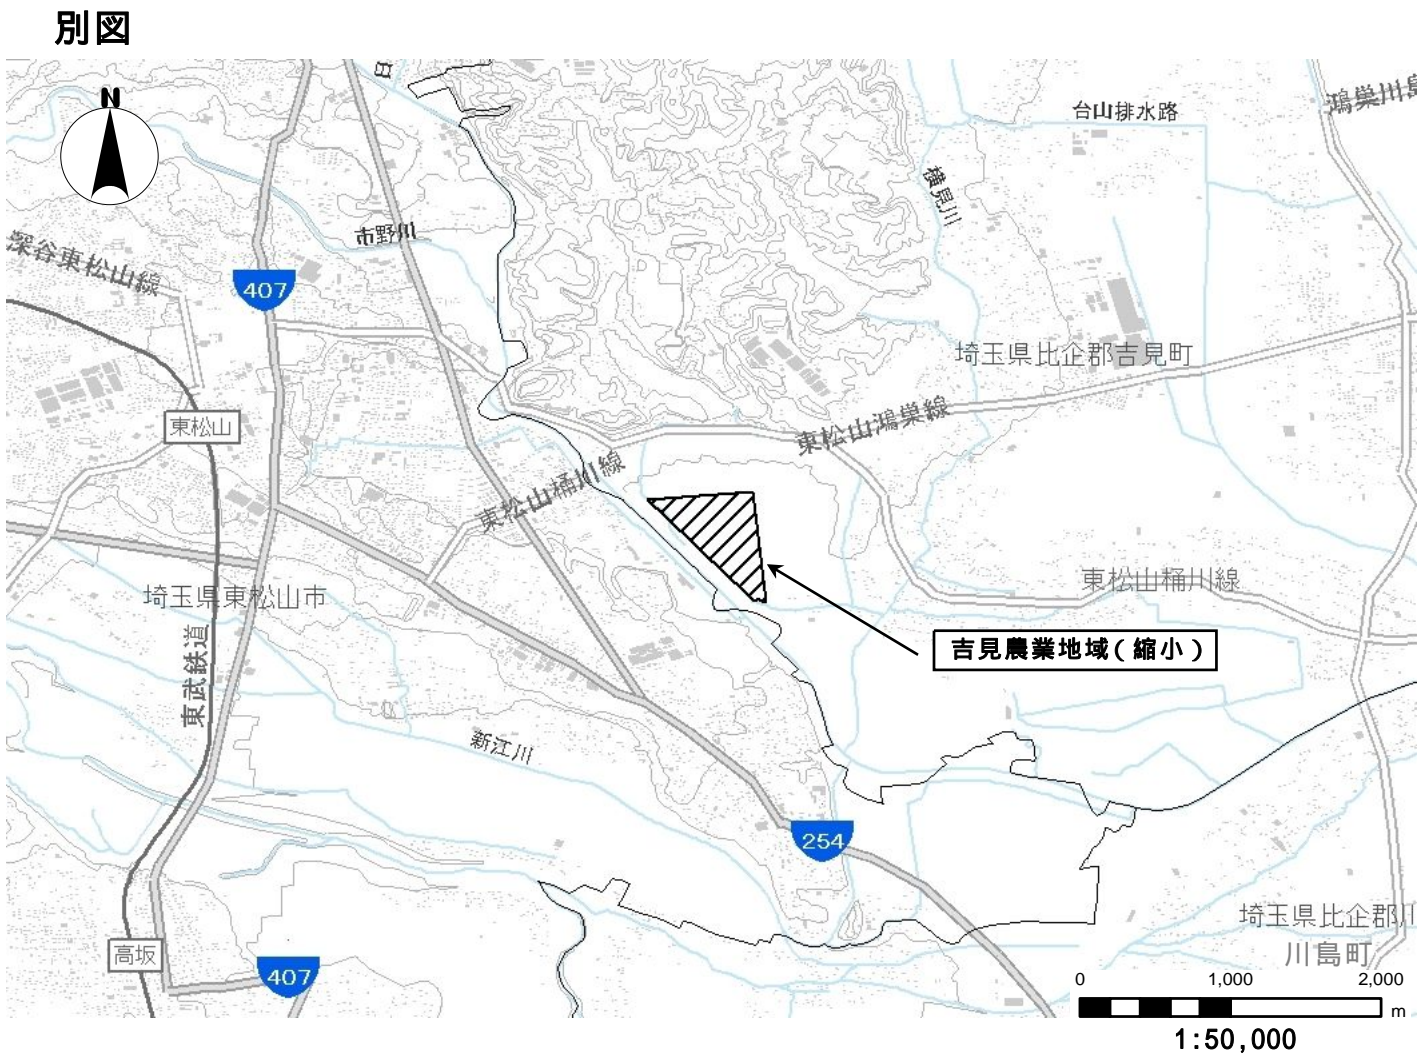 別図
N
日
台山排水路
鴻巣川島
横見川
市野川
深谷東松山線
407
埼玉県比企郡吉見町
東松山鴻巣線
東松山
東松山桶川線
東松山桶川線
埼玉県東松山市
吉見農業地域(縮小)
東武鉄道
新江川
254
埼玉県比企郡川
川島町
高坂
407
0 1,000 2,000
m
1:50,000